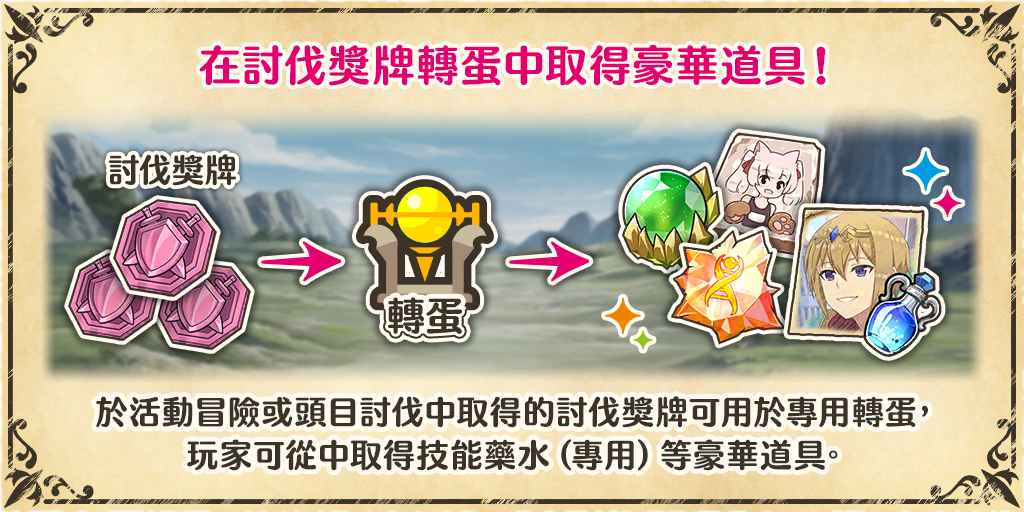 在討伐獎牌轉蛋中取得豪華道具！
討伐獎牌
轉蛋
於活動冒險或頭目討伐中取得的討伐獎牌可用於專用轉蛋，
玩家可從中取得技能藥水（專用）等豪華道具。